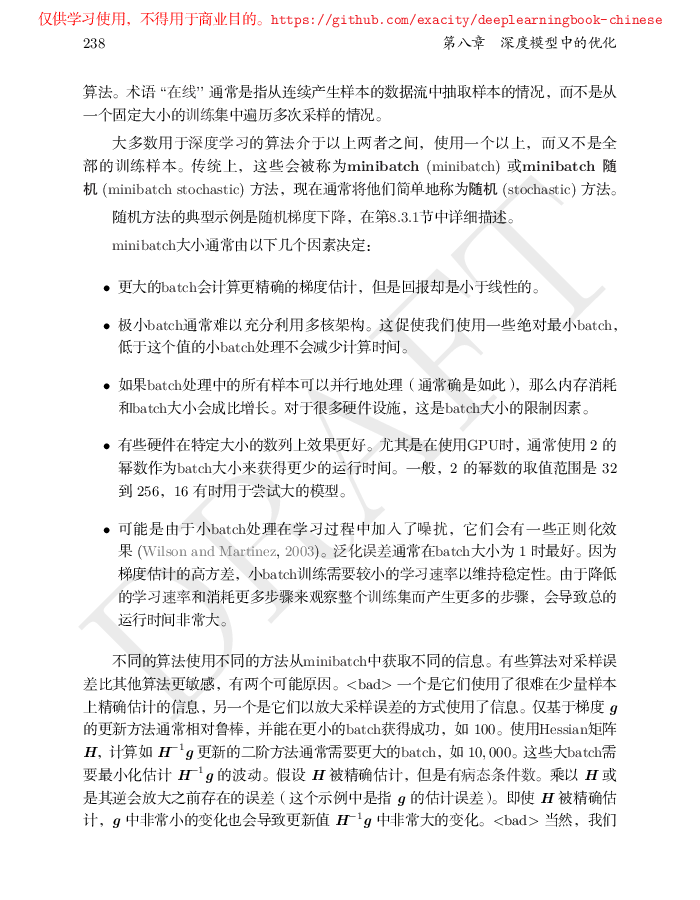 仅供学习使用，不得用于商业目的。https://github.com/exacity/deeplearningbook-chinese
238 第八章 深度模型中的优化
算法。术语 “在线’’ 通常是指从连续产生样本的数据流中抽取样本的情况，而不是从
一个固定大小的训练集中遍历多次采样的情况。
大多数用于深度学习的算法介于以上两者之间，使用一个以上，而又不是全
部的训练样本。传统上，这些会被称为minibatch (minibatch) 或minibatch 随
机 (minibatch stochastic) 方法，现在通常将他们简单地称为随机 (stochastic) 方法。
随机方法的典型示例是随机梯度下降，在第8.3.1节中详细描述。
minibatch大小通常由以下几个因素决定：
• 更大的batch会计算更精确的梯度估计，但是回报却是小于线性的。
• 极小batch通常难以充分利用多核架构。这促使我们使用一些绝对最小batch，
低于这个值的小batch处理不会减少计算时间。
• 如果batch处理中的所有样本可以并行地处理（通常确是如此），那么内存消耗
和batch大小会成比增长。对于很多硬件设施，这是batch大小的限制因素。
• 有些硬件在特定大小的数列上效果更好。尤其是在使用GPU时，通常使用 2 的
幂数作为batch大小来获得更少的运行时间。一般，2 的幂数的取值范围是 32
到 256，16 有时用于尝试大的模型。
• 可能是由于小batch处理在学习过程中加入了噪扰，它们会有一些正则化效
果 (Wilson and Martinez, 2003)。泛化误差通常在batch大小为 1 时最好。因为
梯度估计的高方差，小batch训练需要较小的学习速率以维持稳定性。由于降低
的学习速率和消耗更多步骤来观察整个训练集而产生更多的步骤，会导致总的
运行时间非常大。
不同的算法使用不同的方法从minibatch中获取不同的信息。有些算法对采样误
差比其他算法更敏感，有两个可能原因。<bad> 一个是它们使用了很难在少量样本
上精确估计的信息，另一个是它们以放大采样误差的方式使用了信息。仅基于梯度 g
的更新方法通常相对鲁棒，并能在更小的batch获得成功，如 100。使用Hessian矩阵
H，计算如 H⁻¹g 更新的二阶方法通常需要更大的batch，如 10,000。这些大batch需
要最小化估计 H⁻¹g 的波动。假设 H 被精确估计，但是有病态条件数。乘以 H 或
是其逆会放大之前存在的误差（这个示例中是指 g 的估计误差）。即使 H 被精确估
计，g 中非常小的变化也会导致更新值 H⁻¹g 中非常大的变化。<bad> 当然，我们
DRAFT